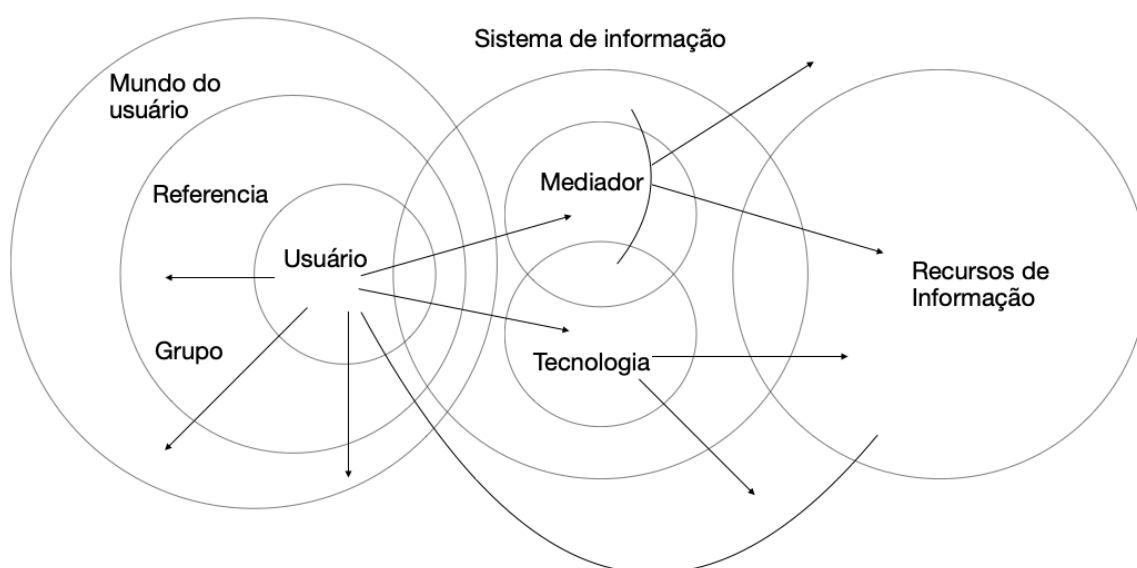 Sistema de informação
Mundo do
usuário
Mediador
Referencia
Usuário
Recursos de
Informação
Grupo
Tecnologia